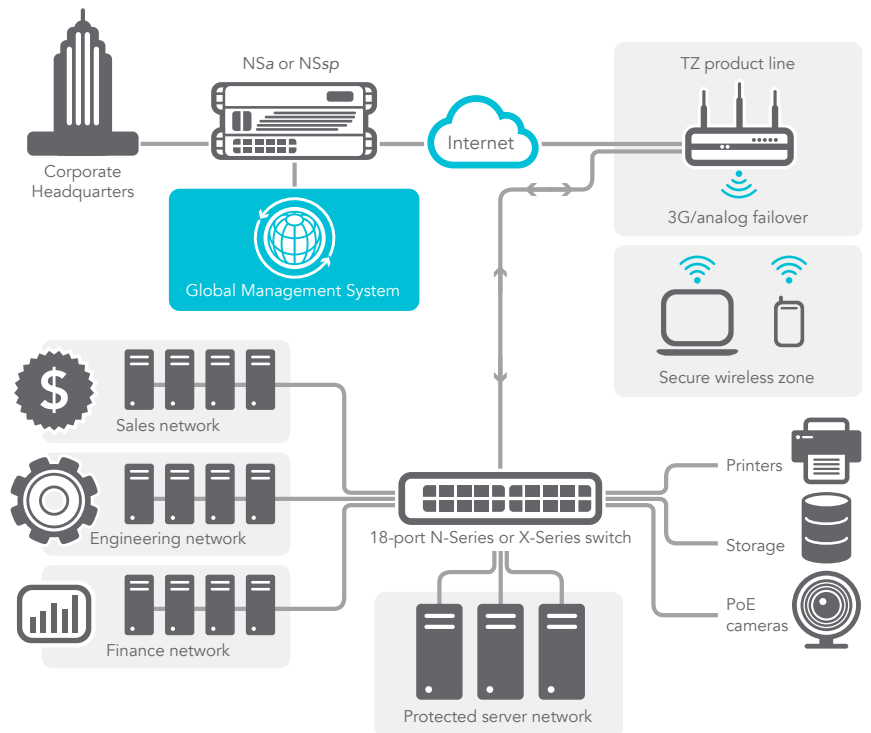 NSa or NSsp
TZ product line
Internet
Corporate
Headquarters
3G/analog failover
Global Management System
Secure wireless zone
$
Sales network
Printers
Engineering network
18-port N-Series or X-Series switch
Storage
PoE
cameras
Finance network
Protected server network